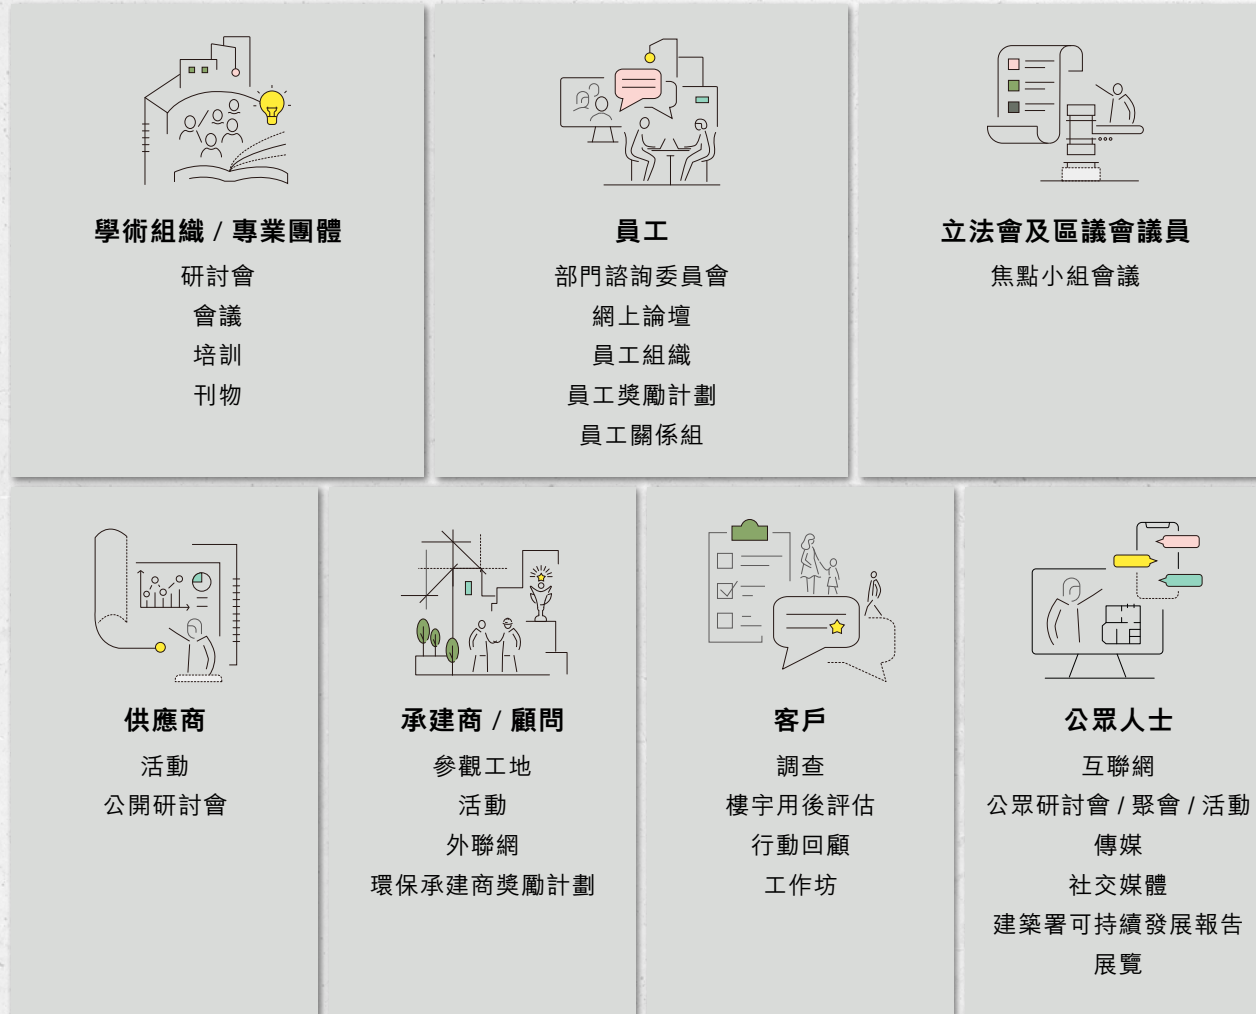 學術組織 / 專業團體
研討會
會議
培訓
刊物
員工
部門諮詢委員會
網上論壇
員工組織
員工獎勵計劃
員工關係組
立法會及區議會議員
焦點小組會議
供應商
活動
公開研討會
承建商 / 顧問
參觀工地
活動
外聯網
環保承建商獎勵計劃
客戶
調查
樓宇用後評估
行動回顧
工作坊
公眾人士
互聯網
公眾研討會 / 聚會 / 活動
傳媒
社交媒體
建築署可持續發展報告
展覽